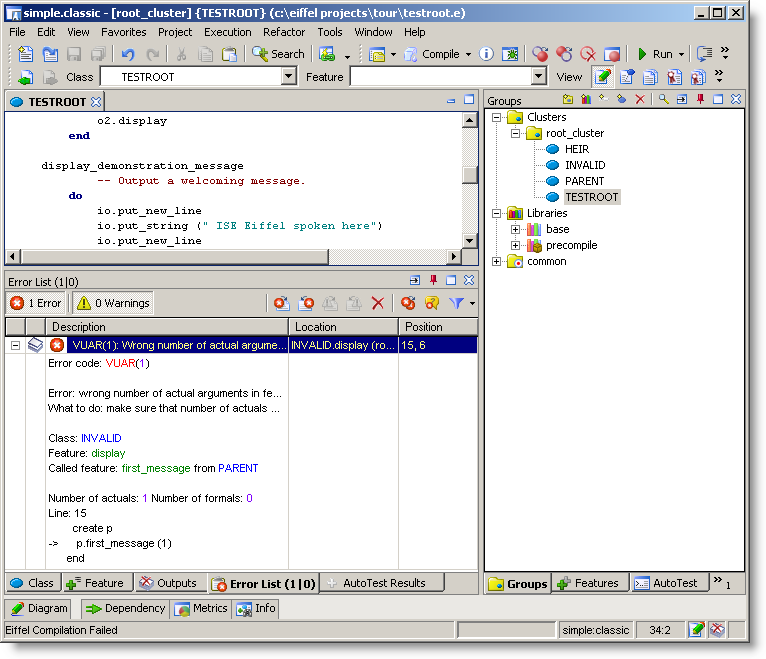 simple.classic - [root_cluster] {TESTROOT} (c:\eiffel projects\tour\testroot.e)
File Edit View Favorites Project Execution Refactor Tools Window Help
Search Compile Run
Class TESTROOT Feature View
TESTROOT
o2.display
end
display_demonstration_message
-- Output a welcoming message.
do
io.put_new_line
io.put_string (" ISE Eiffel spoken here")
io.put_new_line
Groups
Clusters
root_cluster
HEIR
INVALID
PARENT
TESTROOT
Libraries
base
precompile
common
Error List (1|0)
1 Error 0 Warnings
Description Location Position
VUAR(1): Wrong number of actual argume... INVALID.display (ro... 15, 6
Error code: VUAR(1)
Error: wrong number of actual arguments in fe...
What to do: make sure that number of actuals ...
Class: INVALID
Feature: display
Called feature: first_message from PARENT
Number of actuals: 1 Number of formals: 0
Line: 15
create p
-> p.first_message (1)
end
Class Feature Outputs Error List (1|0) AutoTest Results
Groups Features AutoTest » 1
Diagram Dependency Metrics Info
Eiffel Compilation Failed simple:classic 34:2